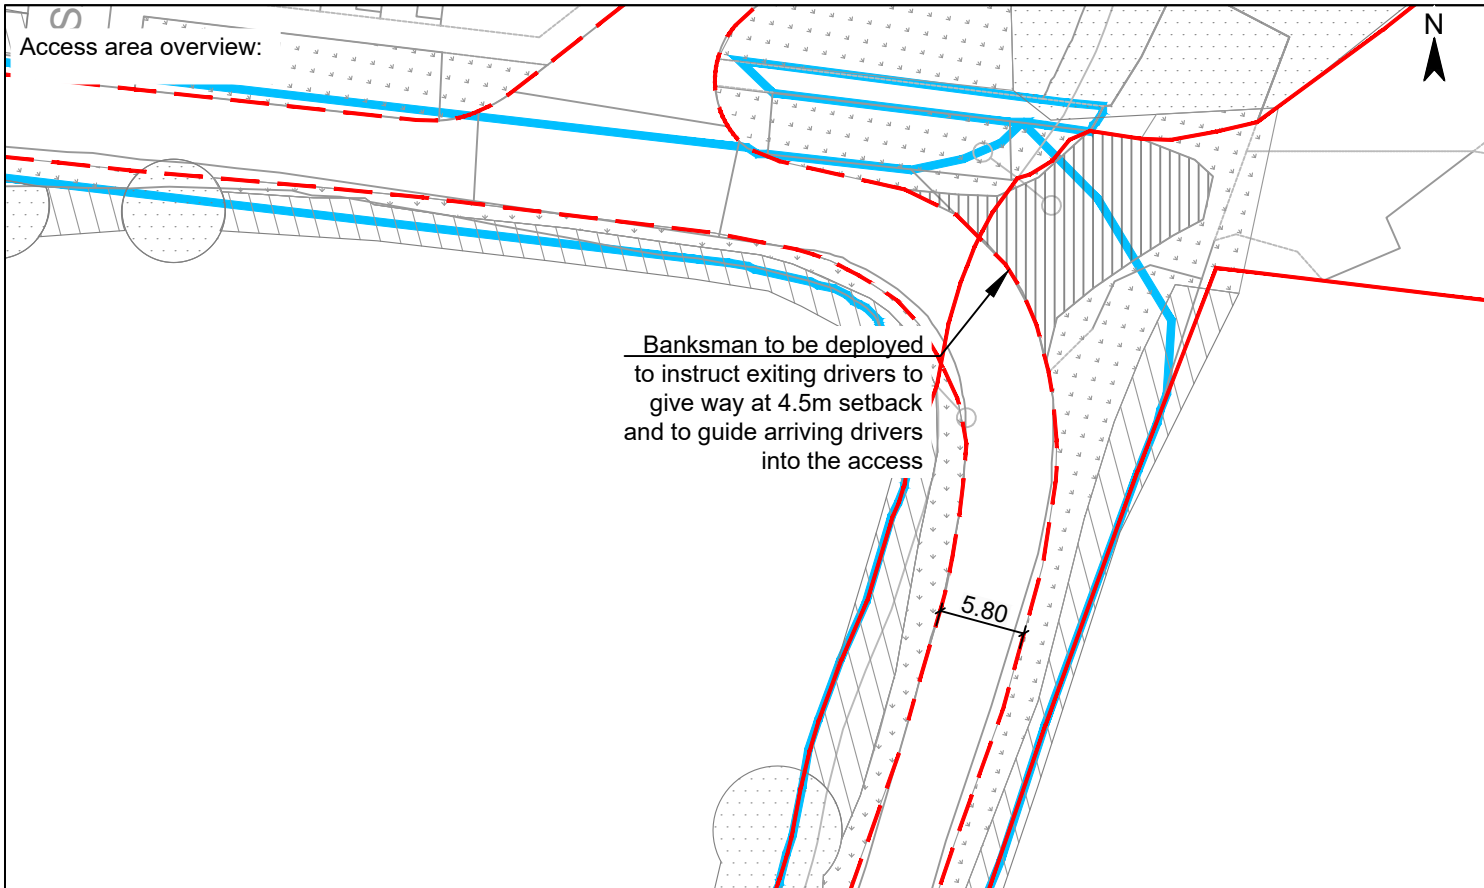 S
Access area overview:
N
Banksman to be deployed
to instruct exiting drivers to
give way at 4.5m setback
and to guide arriving drivers
into the access
5.80